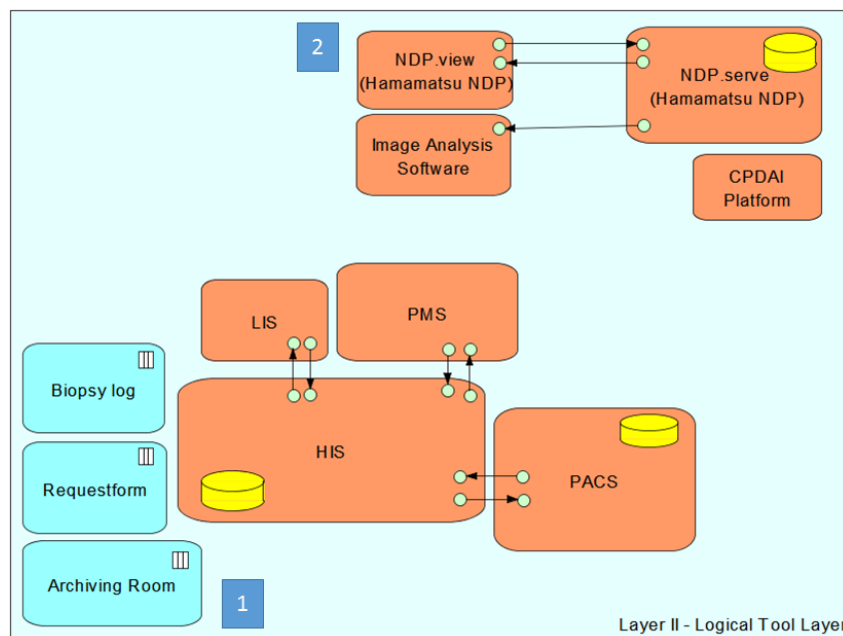 2
NDP.view
(Hamamatsu NDP)
NDP.serve
(Hamamatsu NDP)
Image Analysis
Software
CPDAI
Platform
LIS
PMS
Biopsy log
HIS
Requestform
PACS
Archiving Room
1
Layer II - Logical Tool Layer